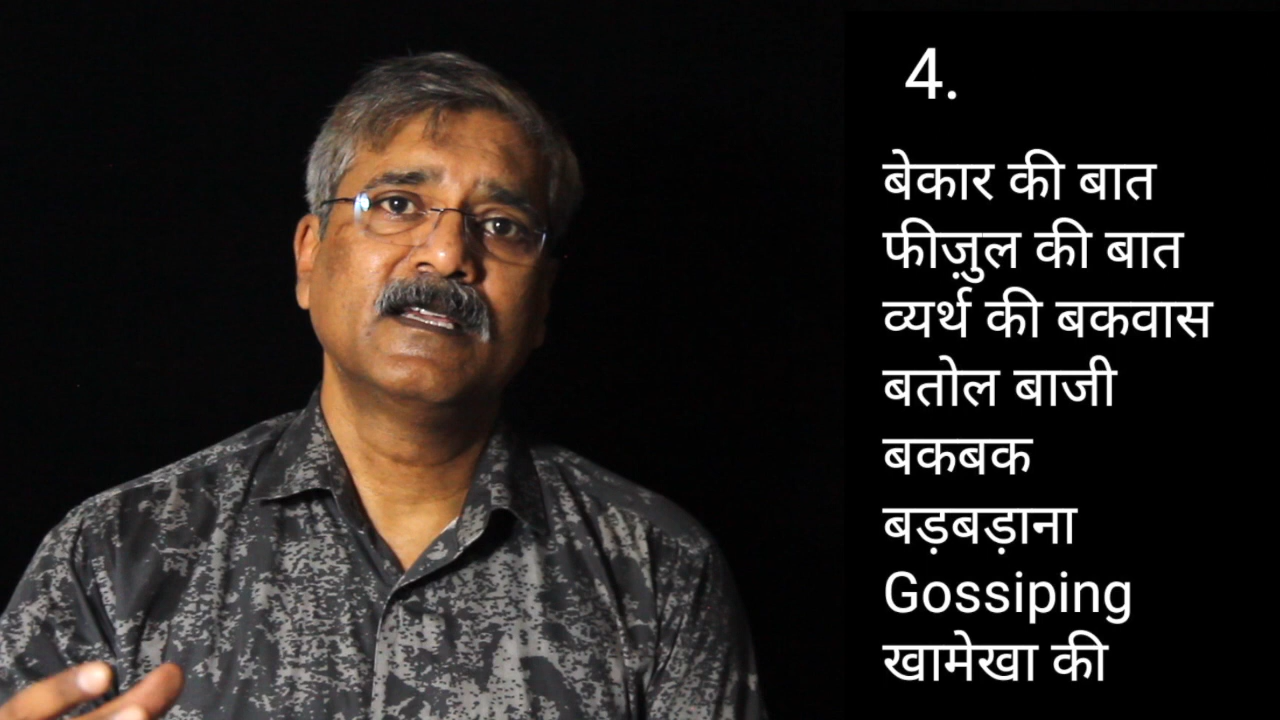 4.
बेकार की बात
फीज़ुल की बात
व्यर्थ की बकवास
बतोल बाजी
बकबक
बड़बड़ाना
Gossiping
खामेखा की